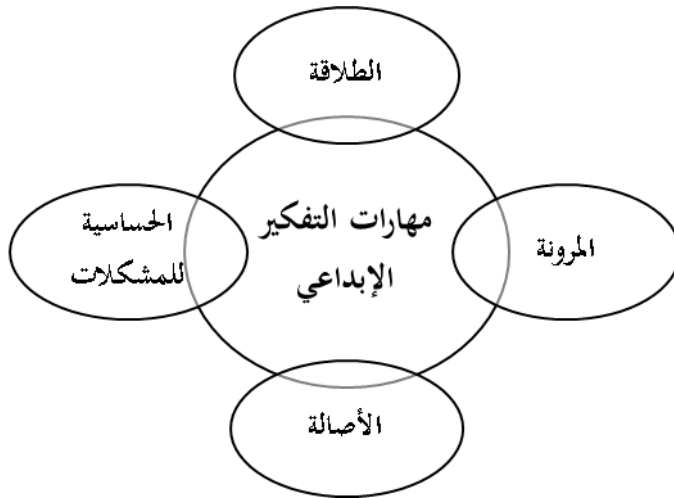 الطلاقة
مهارات التفكير
الإبداعي
المرونة
الحساسية
للمشكلات
الأصالة